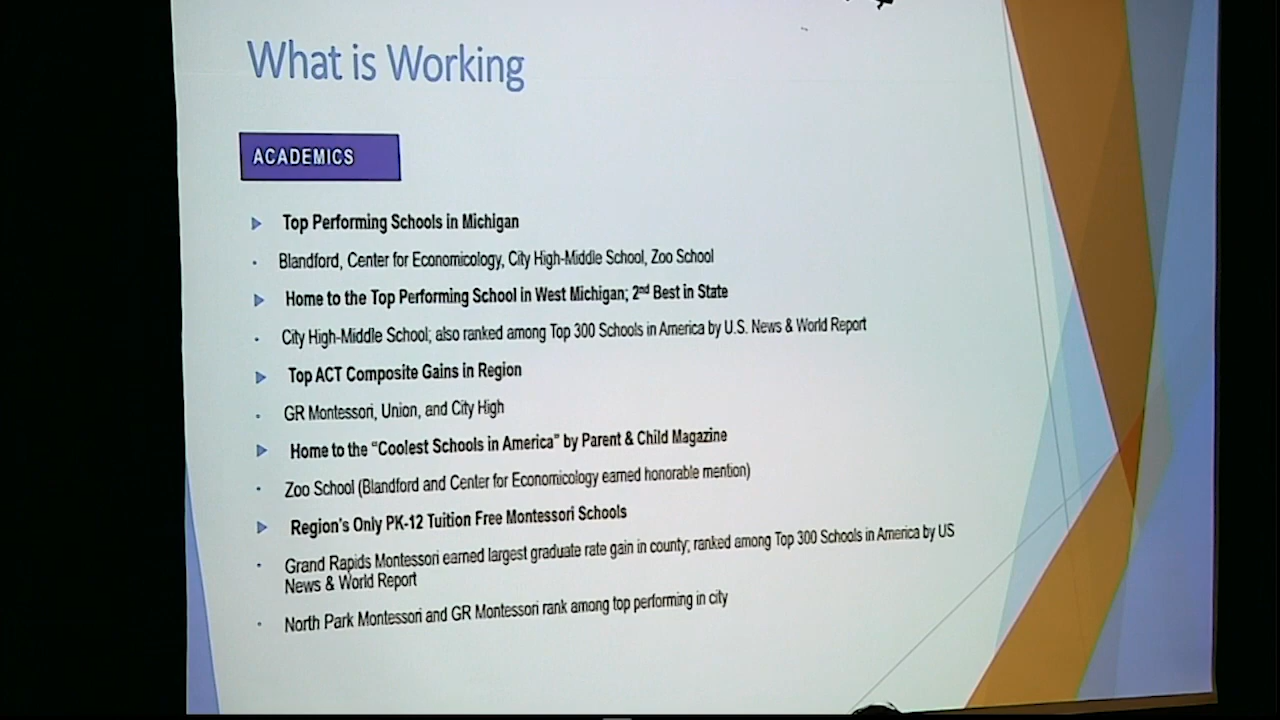 What is Working
ACADEMICS
Top Performing Schools in Michigan
Blandford, Center for Economicology, City High-Middle School, Zoo School
Home to the Top Performing School in West Michigan; 2nd Best in State
City High-Middle School; also ranked among Top 300 Schools in America by U.S. News & World Report
Top ACT Composite Gains in Region
GR Montessori, Union, and City High
Home to the “Coolest Schools in America” by Parent & Child Magazine
Zoo School (Blandford and Center for Economicology earned honorable mention)
Region's Only PK-12 Tuition Free Montessori Schools
Grand Rapids Montessori earned largest graduate rate gain in county; ranked among Top 300 Schools in America by US
News & World Report
North Park Montessori and GR Montessori rank among top performing in city